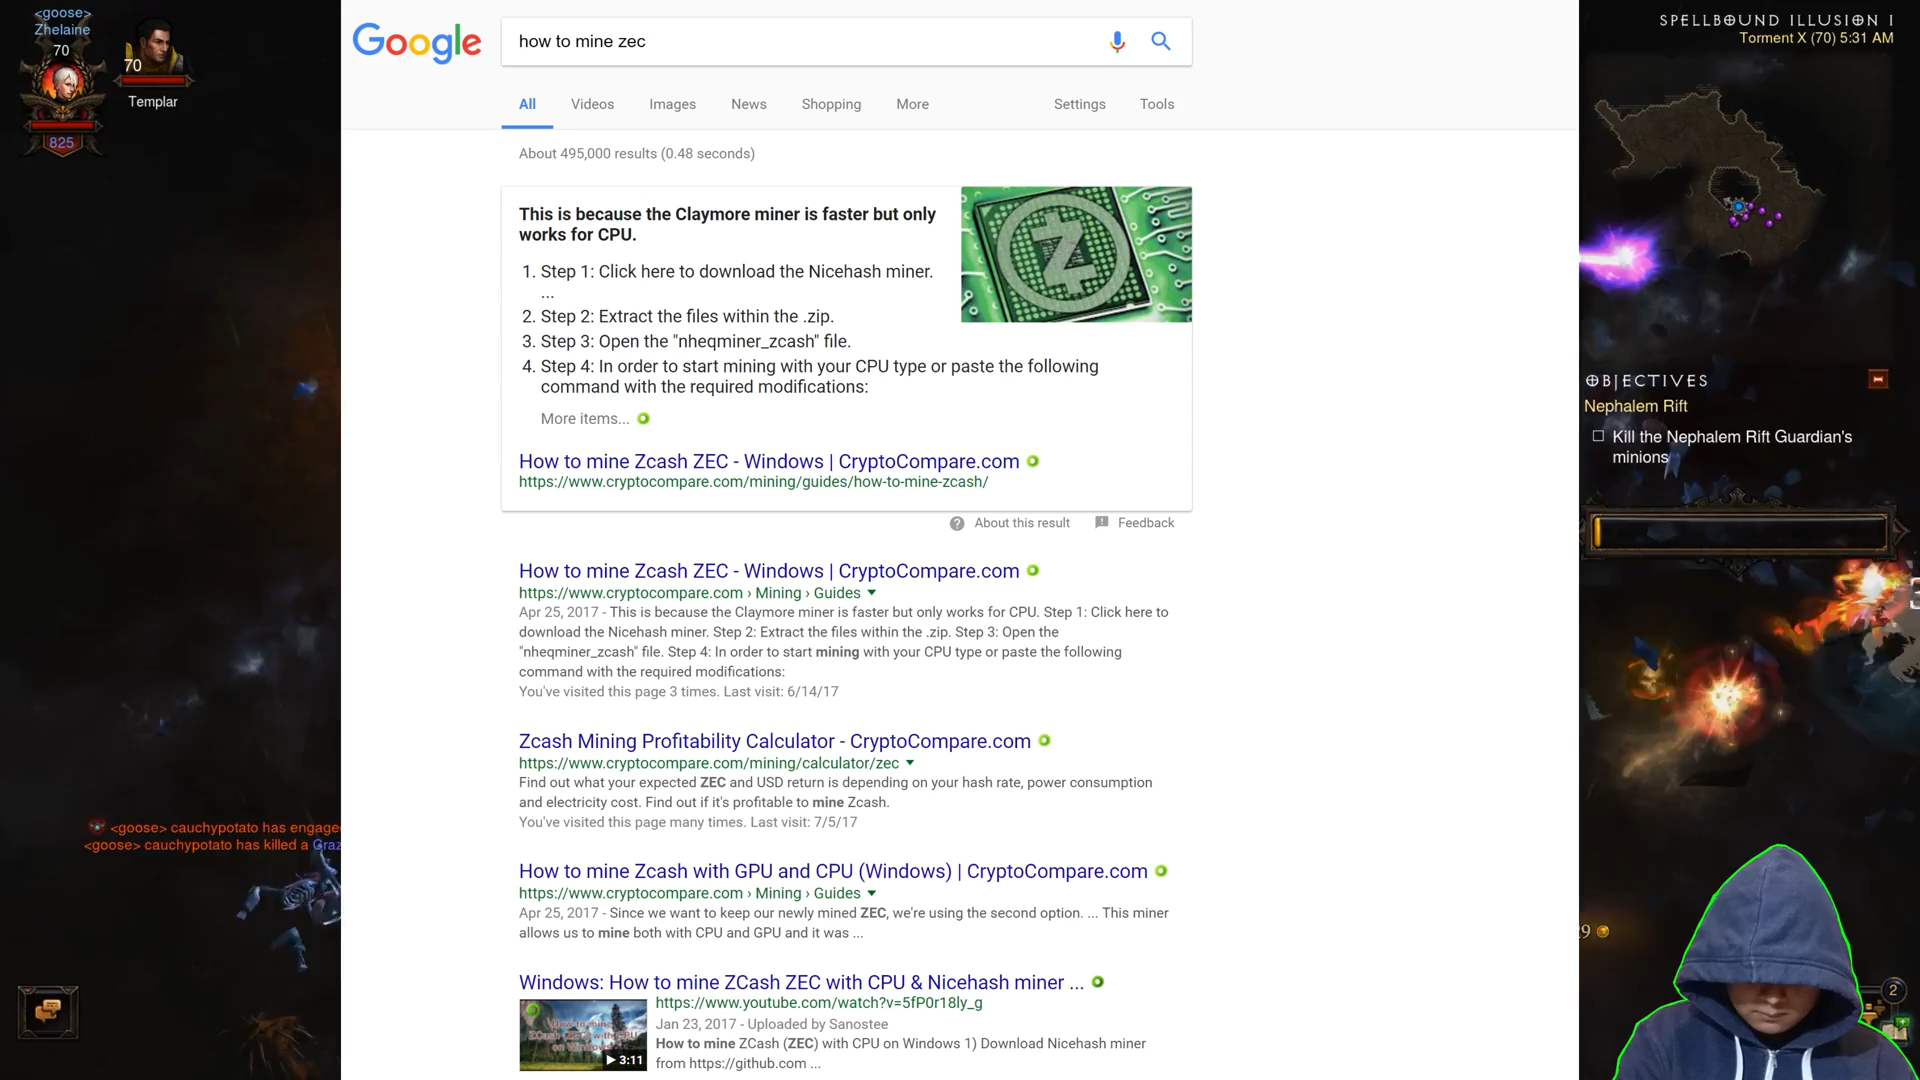 <goose>
Zhelaine
70
70
Templar
825
<goose> cauchypotato has engage
<goose> cauchypotato has killed a Graz
Google
how to mine zec
All Videos Images News Shopping More Settings Tools
About 495,000 results (0.48 seconds)
This is because the Claymore miner is faster but only
works for CPU.
1. Step 1: Click here to download the Nicehash miner.
...
2. Step 2: Extract the files within the .zip.
3. Step 3: Open the "nheqminer_zcash" file.
4. Step 4: In order to start mining with your CPU type or paste the following
command with the required modifications:
More items...
How to mine Zcash ZEC - Windows | CryptoCompare.com
https://www.cryptocompare.com/mining/guides/how-to-mine-zcash/
About this result Feedback
How to mine Zcash ZEC - Windows | CryptoCompare.com
https://www.cryptocompare.com › Mining › Guides
Apr 25, 2017 - This is because the Claymore miner is faster but only works for CPU. Step 1: Click here to
download the Nicehash miner. Step 2: Extract the files within the .zip. Step 3: Open the
"nheqminer_zcash" file. Step 4: In order to start mining with your CPU type or paste the following
command with the required modifications:
You've visited this page 3 times. Last visit: 6/14/17
Zcash Mining Profitability Calculator - CryptoCompare.com
https://www.cryptocompare.com/mining/calculator/zec
Find out what your expected ZEC and USD return is depending on your hash rate, power consumption
and electricity cost. Find out if it's profitable to mine Zcash.
You've visited this page many times. Last visit: 7/5/17
How to mine Zcash with GPU and CPU (Windows) | CryptoCompare.com
https://www.cryptocompare.com › Mining › Guides
Apr 25, 2017 - Since we want to keep our newly mined ZEC, we're using the second option. ... This miner
allows us to mine both with CPU and GPU and it was ...
Windows: How to mine ZCash ZEC with CPU & Nicehash miner ...
https://www.youtube.com/watch?v=5fP0r18ly_g
Jan 23, 2017 - Uploaded by Sanostee
How to mine ZCash (ZEC) with CPU on Windows 1) Download Nicehash miner
from https://github.com ...
How to mine
ZCash (ZEC) with CPU
on Windows
3:11
SPELLBOUND ILLUSION I
Torment X (70) 5:31 AM
OBJECTIVES
Nephalem Rift
Kill the Nephalem Rift Guardian's
minions
29
2